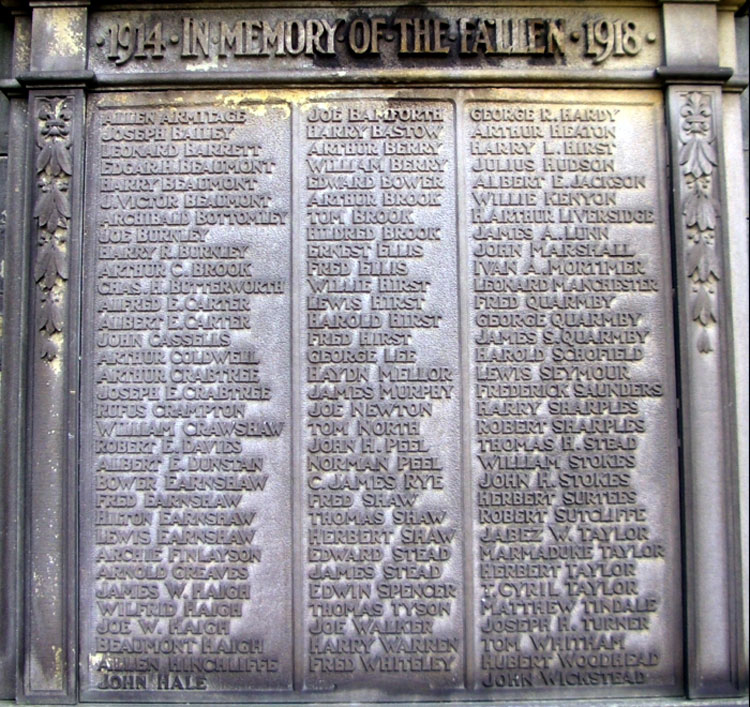 ·1914·IN·MEMORY·OF·THE·FALLEN·1918·
ALLEN ARMITAGE
JOSEPH BAILEY
LEONARD BARRETT
EDGAR.H.BEAUMONT
HARRY BEAUMONT
J.VICTOR BEAUMONT
ARCHIBALD BOTTOMLEY
JOE BURNLEY
HARRY R.BURNLEY
ARTHUR C.BROOK
CHAS.H.BUTTERWORTH
ALFRED E.CARTER
ALBERT E.CARTER
JOHN CASSELLS
ARTHUR COLDWELL
ARTHUR CRABTREE
JOSEPH E.CRABTREE
RUFUS CRAMPTON
WILLIAM CRAWSHAW
ROBERT E.DAVIES
ALBERT E.DUNSTAN
BOWER EARNSHAW
FRED EARNSHAW
HILTON EARNSHAW
LEWIS EARNSHAW
ARCHIE FINLAYSON
ARNOLD GREAVES
JAMES W.HAIGH
WILFRID HAIGH
JOE W.HAIGH
BEAUMONT HAIGH
ALLEN HINCHLIFFE
JOHN HALE
JOE BAMFORTH
HARRY BASTOW
ARTHUR BERRY
WILLIAM BERRY
EDWARD BOWER
ARTHUR BROOK
TOM BROOK
HILDRED BROOK
ERNEST ELLIS
FRED ELLIS
WILLIE HIRST
LEWIS HIRST
HAROLD HIRST
FRED HIRST
GEORGE LEE
HAYDN MELLOR
JAMES MURPHY
JOE NEWTON
TOM NORTH
JOHN H.PEEL
NORMAN PEEL
C.JAMES RYE
FRED SHAW
THOMAS SHAW
HERBERT SHAW
EDWARD STEAD
JAMES STEAD
EDWIN SPENCER
THOMAS TYSON
JOE WALKER
HARRY WARREN
FRED WHITELEY
GEORGE R.HARDY
ARTHUR HEATON
HARRY L.HIRST
JULIUS HUDSON
ALBERT E.JACKSON
WILLIE KENYON
H.ARTHUR LIVERSIDGE
JAMES A.LUNN
JOHN MARSHALL
IVAN A.MORTIMER
LEONARD MANCHESTER
FRED QUARMBY
GEORGE QUARMBY
JAMES S.QUARMBY
HAROLD SCHOFIELD
LEWIS SEYMOUR
FREDERICK SAUNDERS
HARRY SHARPLES
ROBERT SHARPLES
THOMAS H.STEAD
WILLIAM STOKES
JOHN H.STOKES
HERBERT SURTEES
ROBERT SUTCLIFFE
JABEZ W.TAYLOR
MARMADUKE TAYLOR
HERBERT TAYLOR
T.CYRIL TAYLOR
MATTHEW TINDALE
JOSEPH H.TURNER
TOM WHITHAM
HUBERT WOODHEAD
JOHN WICKSTEAD